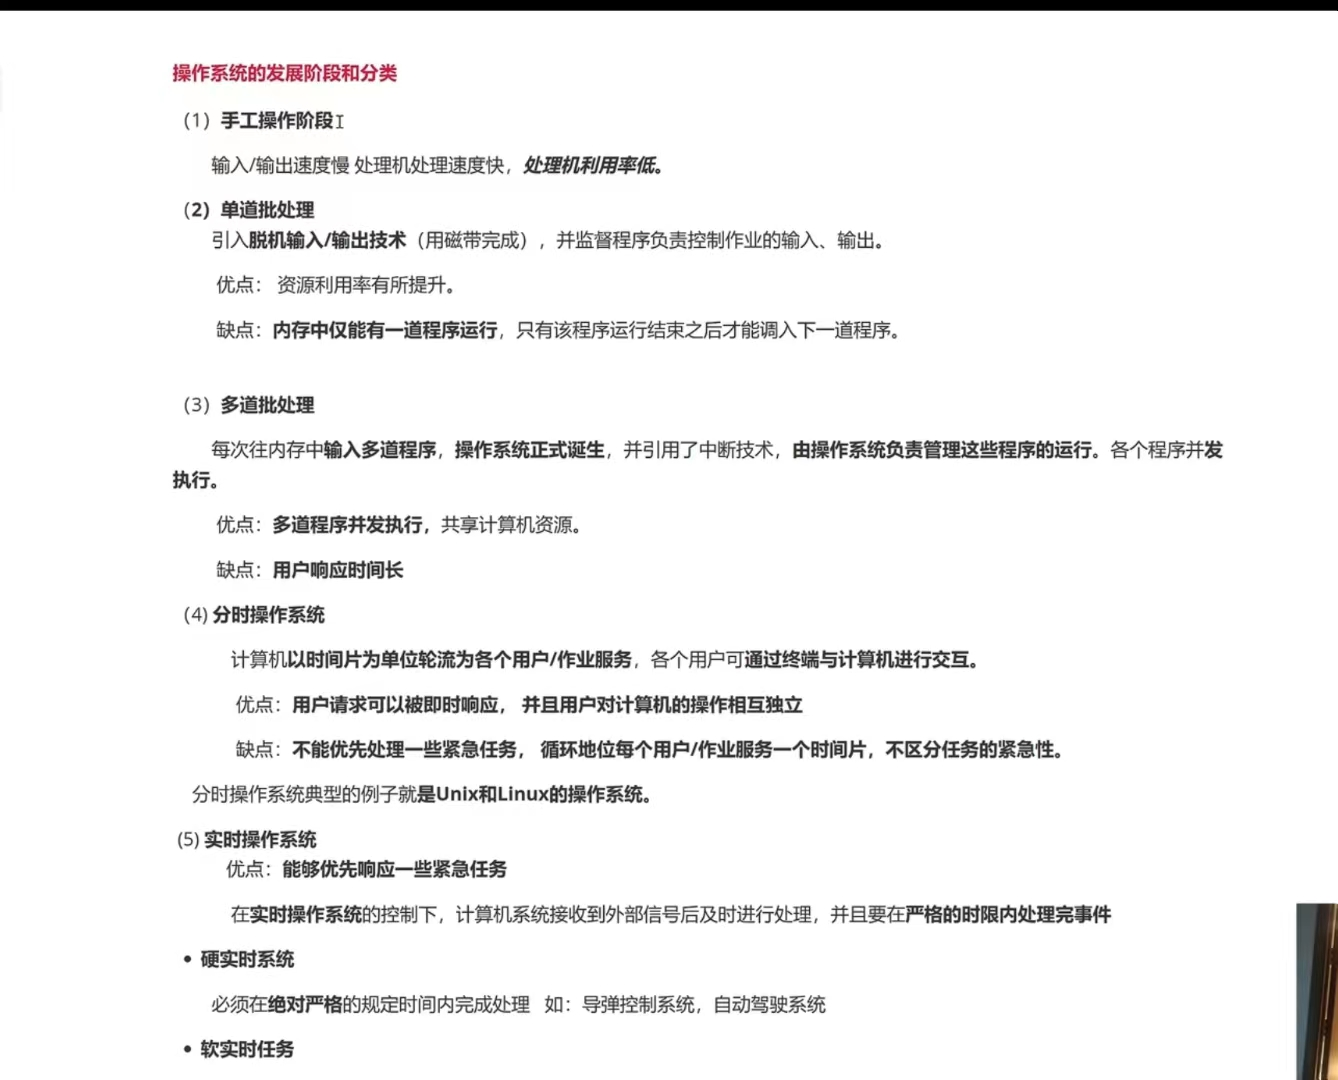 操作系统的发展阶段和分类
（1）手工操作阶段
输入/输出速度慢 处理机处理速度快，处理机利用率低。
（2）单道批处理
引入脱机输入/输出技术（用磁带完成），并监督程序负责控制作业的输入、输出。
优点： 资源利用率有所提升。
缺点：内存中仅能有一道程序运行，只有该程序运行结束之后才能调入下一道程序。
（3）多道批处理
每次往内存中输入多道程序，操作系统正式诞生，并引用了中断技术，由操作系统负责管理这些程序的运行。各个程序并发
执行。
优点：多道程序并发执行，共享计算机资源。
缺点：用户响应时间长
（4) 分时操作系统
计算机以时间片为单位轮流为各个用户/作业服务，各个用户可通过终端与计算机进行交互。
优点：用户请求可以被即时响应， 并且用户对计算机的操作相互独立
缺点：不能优先处理一些紧急任务， 循环地位每个用户/作业服务一个时间片，不区分任务的紧急性。
分时操作系统典型的例子就是Unix和Linux的操作系统。
(5) 实时操作系统
优点：能够优先响应一些紧急任务
在实时操作系统的控制下，计算机系统接收到外部信号后及时进行处理，并且要在严格的时限内处理完事件
• 硬实时系统
必须在绝对严格的规定时间内完成处理 如：导弹控制系统，自动驾驶系统
• 软实时任务